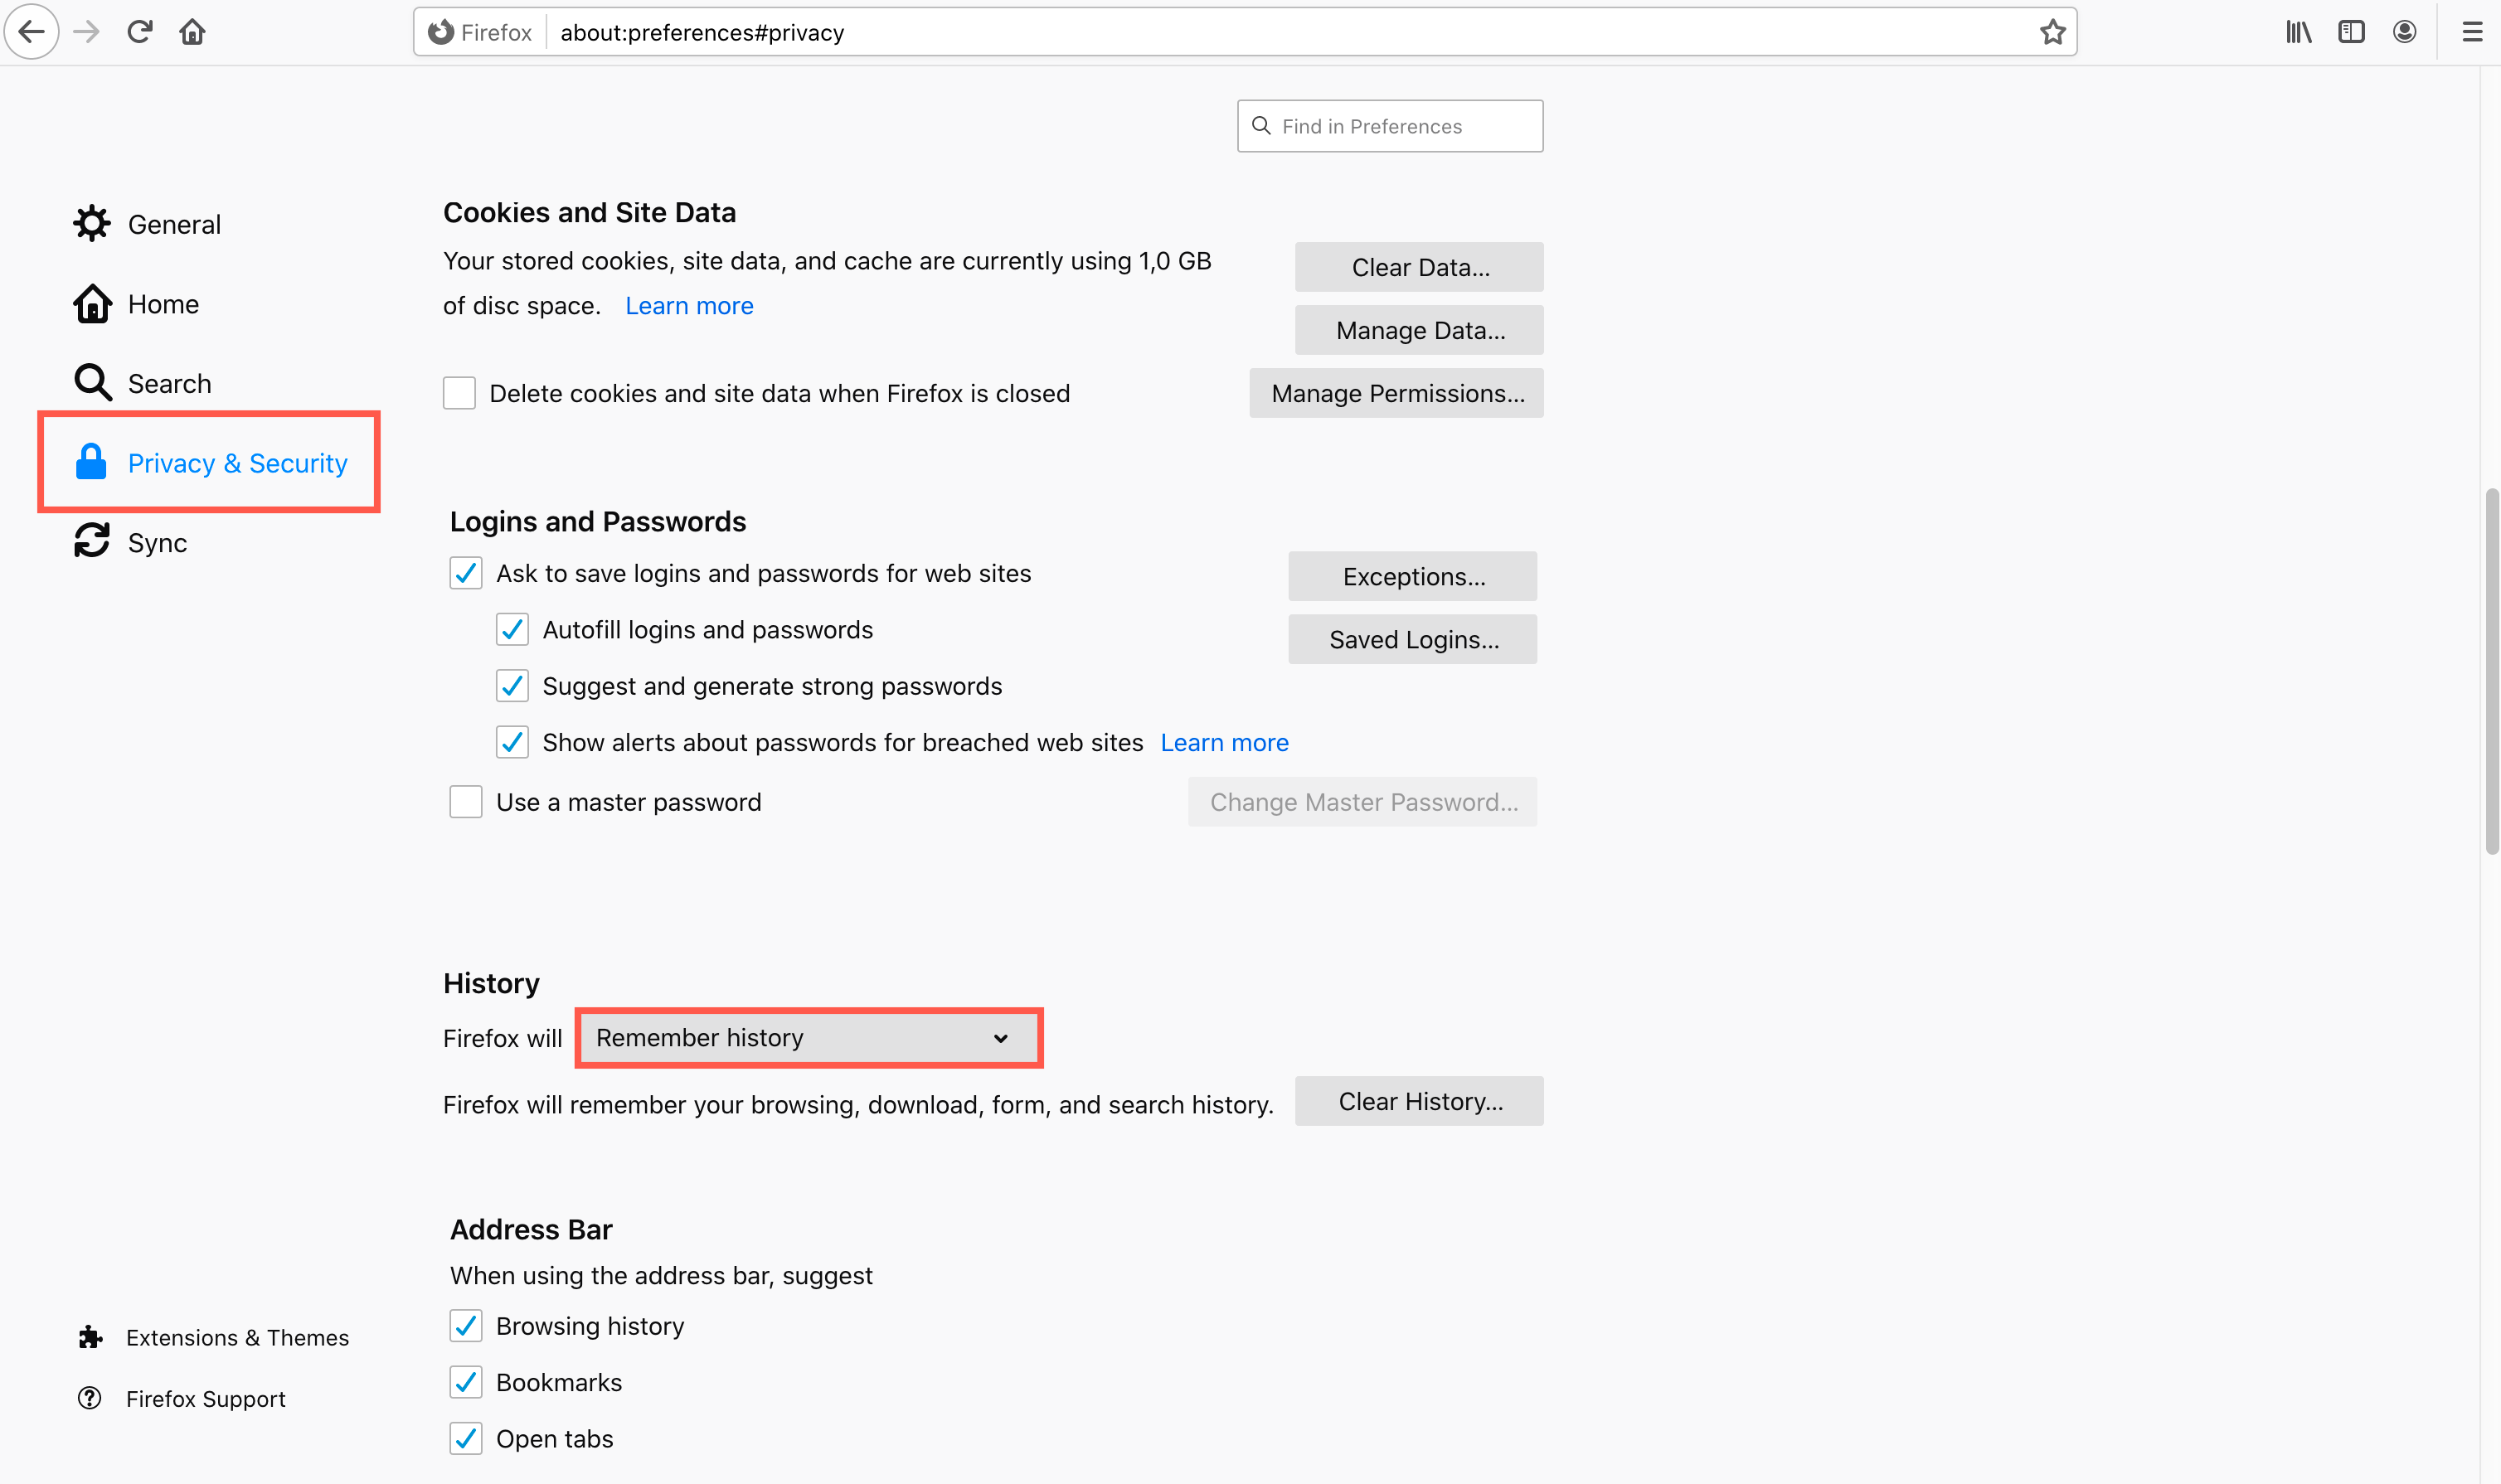 Firefox about:preferences#privacy
Find in Preferences
General
Home
Search
Privacy & Security
Sync
Extensions & Themes
Firefox Support
Cookies and Site Data
Your stored cookies, site data, and cache are currently using 1,0 GB
of disc space. Learn more
Clear Data...
Manage Data...
Delete cookies and site data when Firefox is closed
Manage Permissions...
Logins and Passwords
Ask to save logins and passwords for web sites
Exceptions...
Autofill logins and passwords
Saved Logins...
Suggest and generate strong passwords
Show alerts about passwords for breached web sites Learn more
Use a master password
Change Master Password...
History
Firefox will Remember history
Firefox will remember your browsing, download, form, and search history.
Clear History...
Address Bar
When using the address bar, suggest
Browsing history
Bookmarks
Open tabs